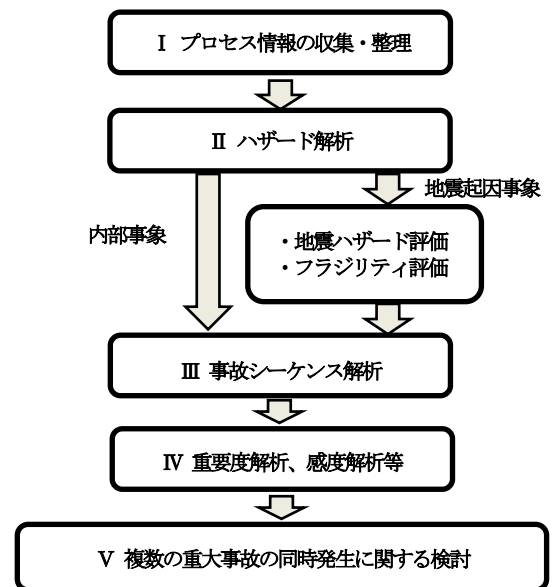 Ⅰ プロセス情報の収集・整理
Ⅱ ハザード解析
地震起因事象
内部事象
・地震ハザード評価
・フラジリティ評価
Ⅲ 事故シーケンス解析
Ⅳ 重要度解析、感度解析等
Ⅴ 複数の重大事故の同時発生に関する検討